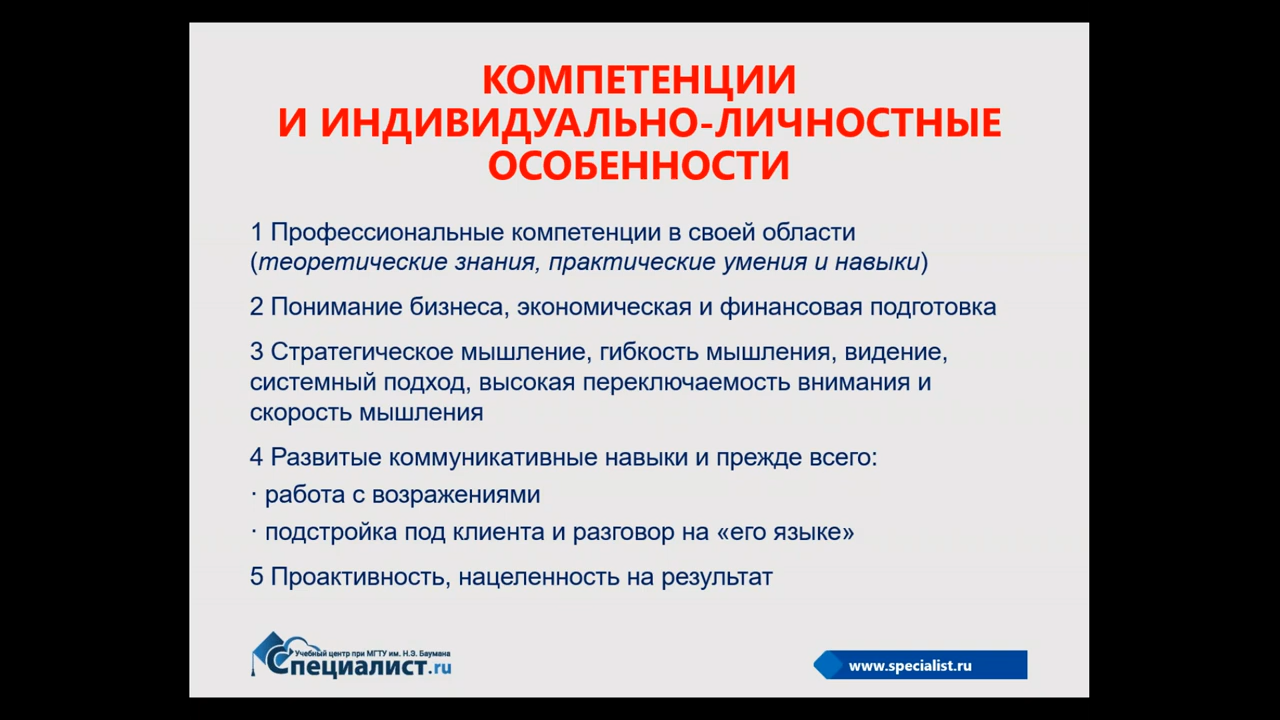 КОМПЕТЕНЦИИ
И ИНДИВИДУАЛЬНО-ЛИЧНОСТНЫЕ
ОСОБЕННОСТИ
1 Профессиональные компетенции в своей области
(теоретические знания, практические умения и навыки)
2 Понимание бизнеса, экономическая и финансовая подготовка
3 Стратегическое мышление, гибкость мышления, видение,
системный подход, высокая переключаемость внимания и
скорость мышления
4 Развитые коммуникативные навыки и прежде всего:
· работа с возражениями
· подстройка под клиента и разговор на «его языке»
5 Проактивность, нацеленность на результат
Учебный центр при МГТУ им. Н.Э. Баумана
Специалист.ru
www.specialist.ru